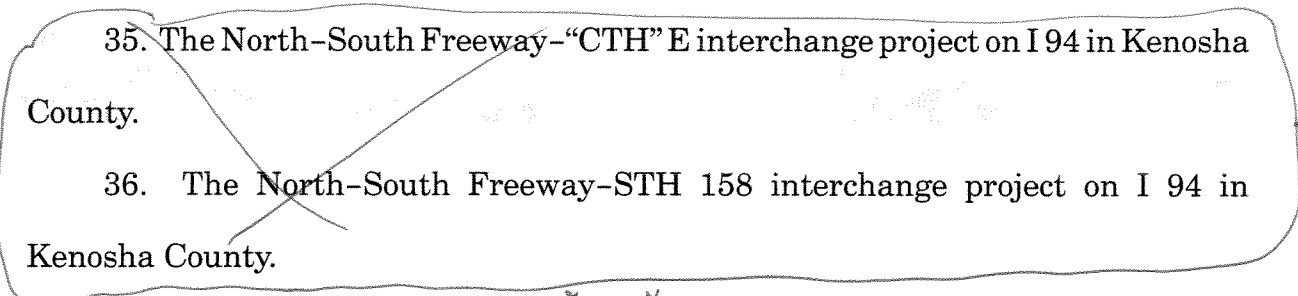 35. The North–South Freeway–“CTH” E interchange project on I 94 in Kenosha
County.
36. The North–South Freeway–STH 158 interchange project on I 94 in
Kenosha County.